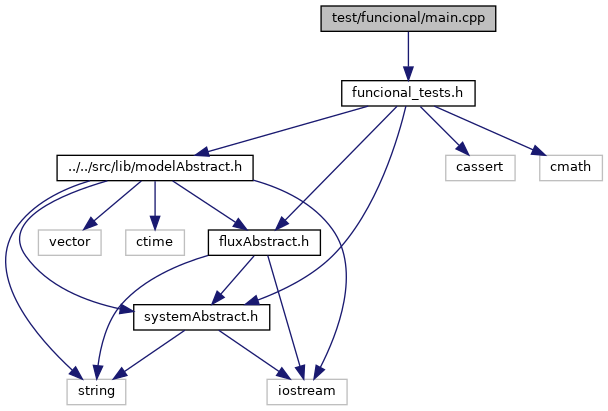 test/funcional/main.cpp
funcional_tests.h
../../src/lib/modelAbstract.h
cassert
cmath
vector
ctime
fluxAbstract.h
systemAbstract.h
string
iostream